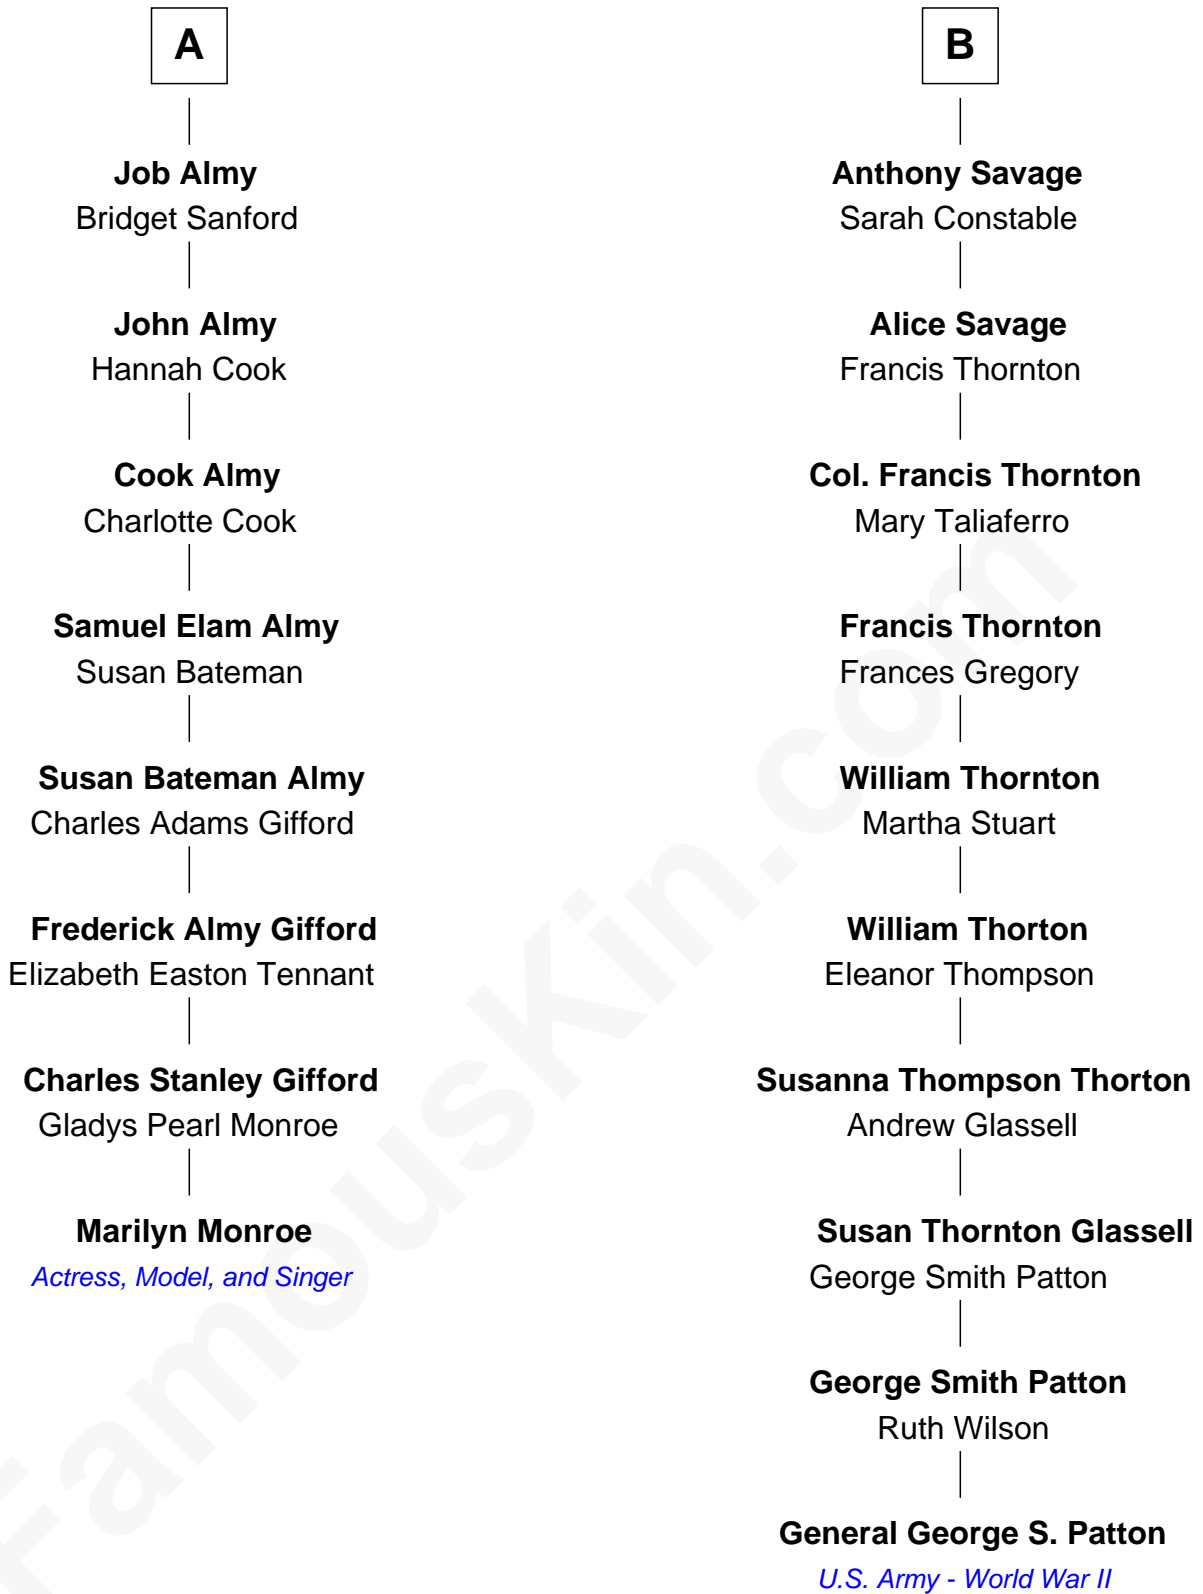 A
Job Almy
Bridget Sanford
John Almy
Hannah Cook
Cook Almy
Charlotte Cook
Samuel Elam Almy
Susan Bateman
Susan Bateman Almy
Charles Adams Gifford
Frederick Almy Gifford
Elizabeth Easton Tennant
Charles Stanley Gifford
Gladys Pearl Monroe
Marilyn Monroe
Actress, Model, and Singer
B
Anthony Savage
Sarah Constable
Alice Savage
Francis Thornton
Col. Francis Thornton
Mary Taliaferro
Francis Thornton
Frances Gregory
William Thornton
Martha Stuart
William Thorton
Eleanor Thompson
Susanna Thompson Thorton
Andrew Glassell
Susan Thornton Glassell
George Smith Patton
George Smith Patton
Ruth Wilson
General George S. Patton
U.S. Army - World War II
FamousKin.com